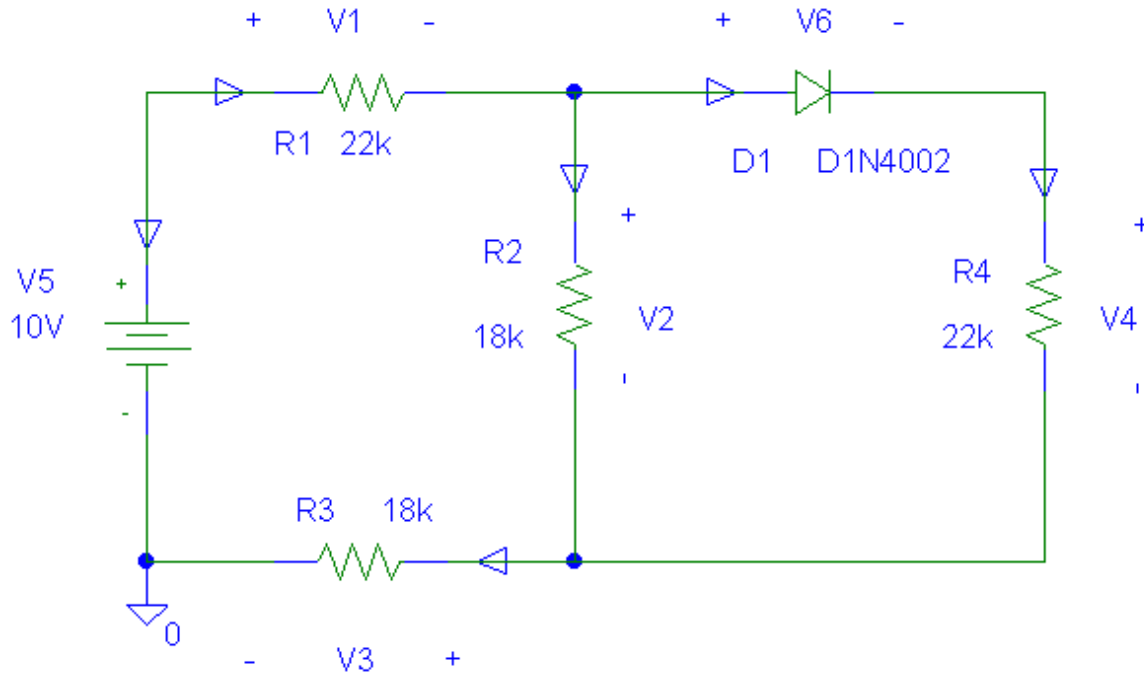 + V1 - + V6 -
R1 22k
D1 D1N4002
+
+
R2
R4
V5
+
10V
18k
V2
22k
V4
-
-
-
R3 18k
0
- V3 +